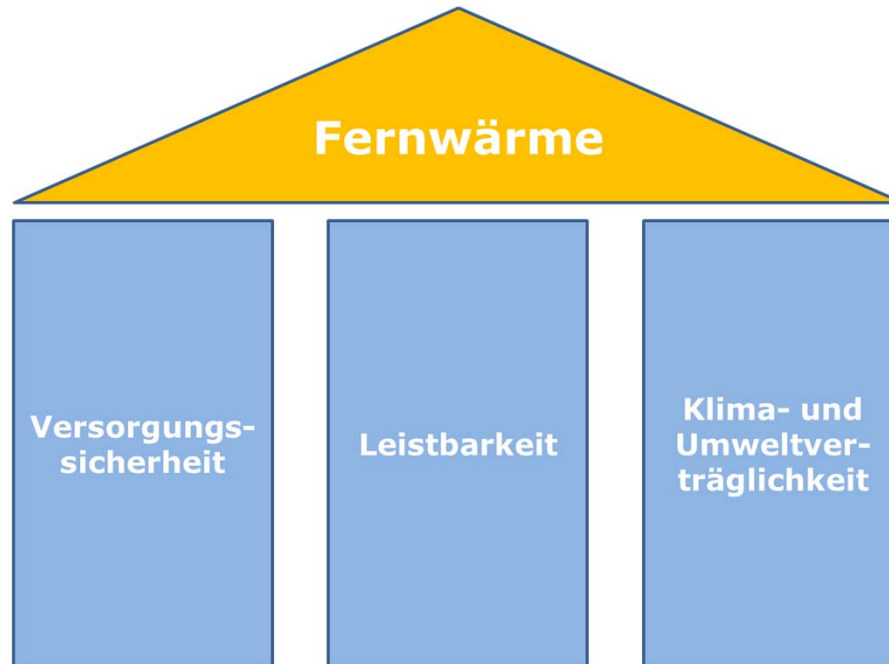 Fernwärme
Versorgungs-
sicherheit
Leistbarkeit
Klima- und
Umweltver-
träglichkeit